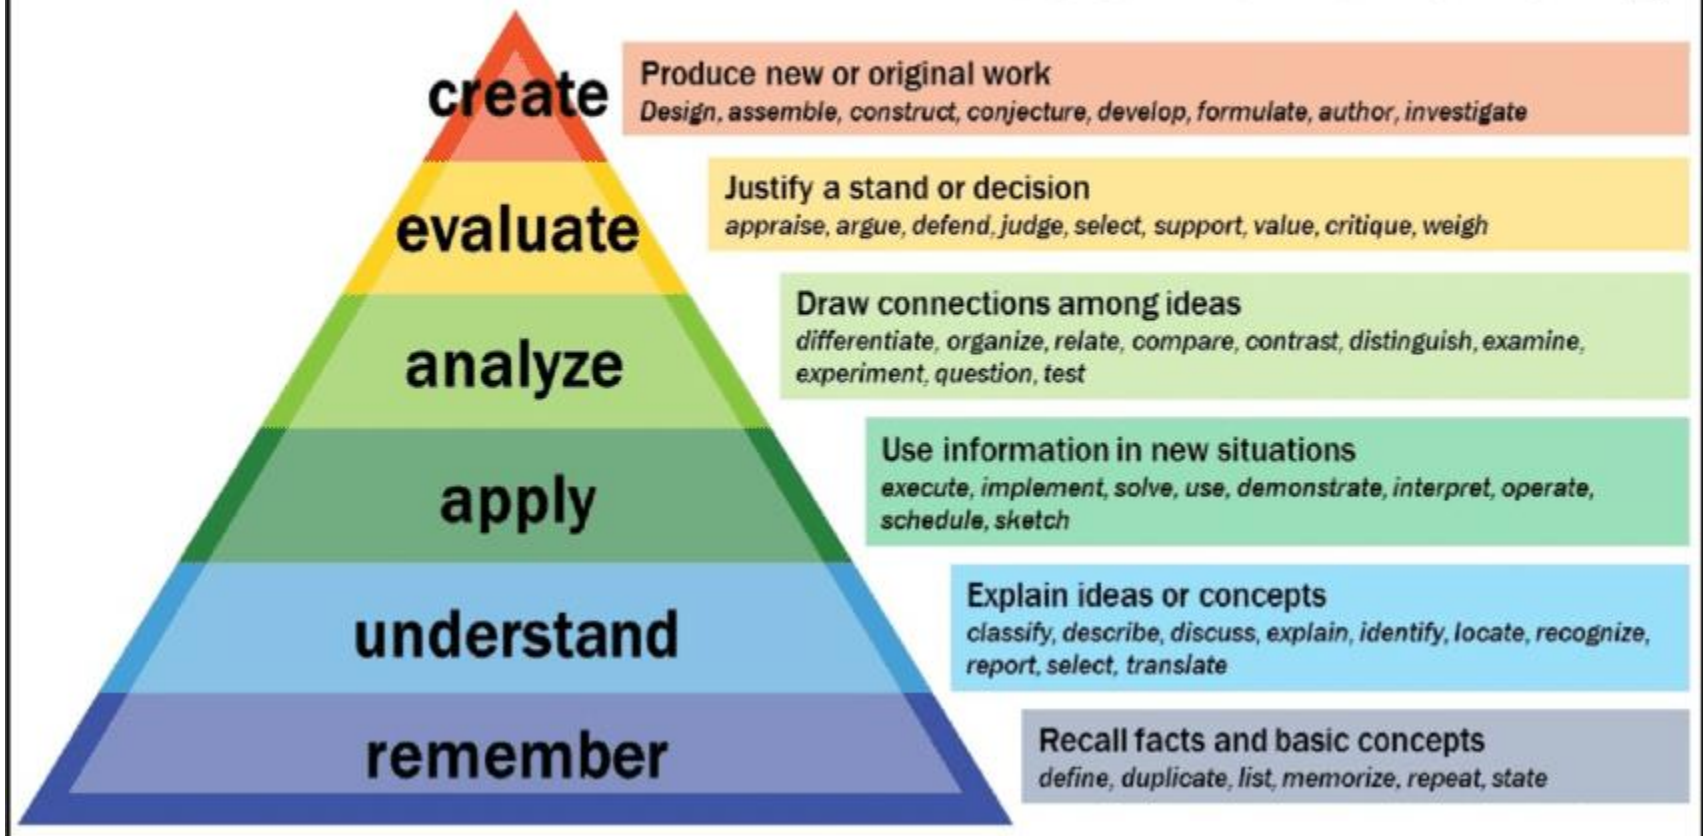 create
Produce new or original work
Design, assemble, construct, conjecture, develop, formulate, author, investigate
evaluate
Justify a stand or decision
appraise, argue, defend, judge, select, support, value, critique, weigh
analyze
Draw connections among ideas
differentiate, organize, relate, compare, contrast, distinguish, examine,
experiment, question, test
apply
Use information in new situations
execute, implement, solve, use, demonstrate, interpret, operate,
schedule, sketch
understand
Explain ideas or concepts
classify, describe, discuss, explain, identify, locate, recognize,
report, select, translate
remember
Recall facts and basic concepts
define, duplicate, list, memorize, repeat, state